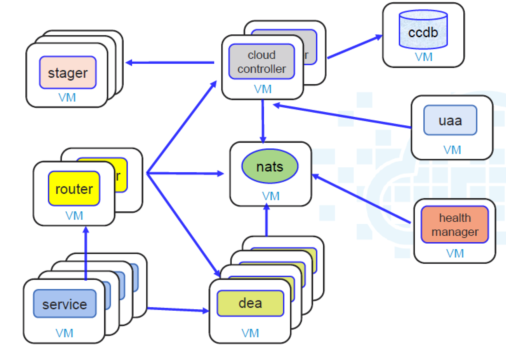 ccdb
VM
stager
VM
cloud
controller
r
VM
uaa
VM
router
r
VM
nats
VM
health
manager
VM
service
VM
dea
VM